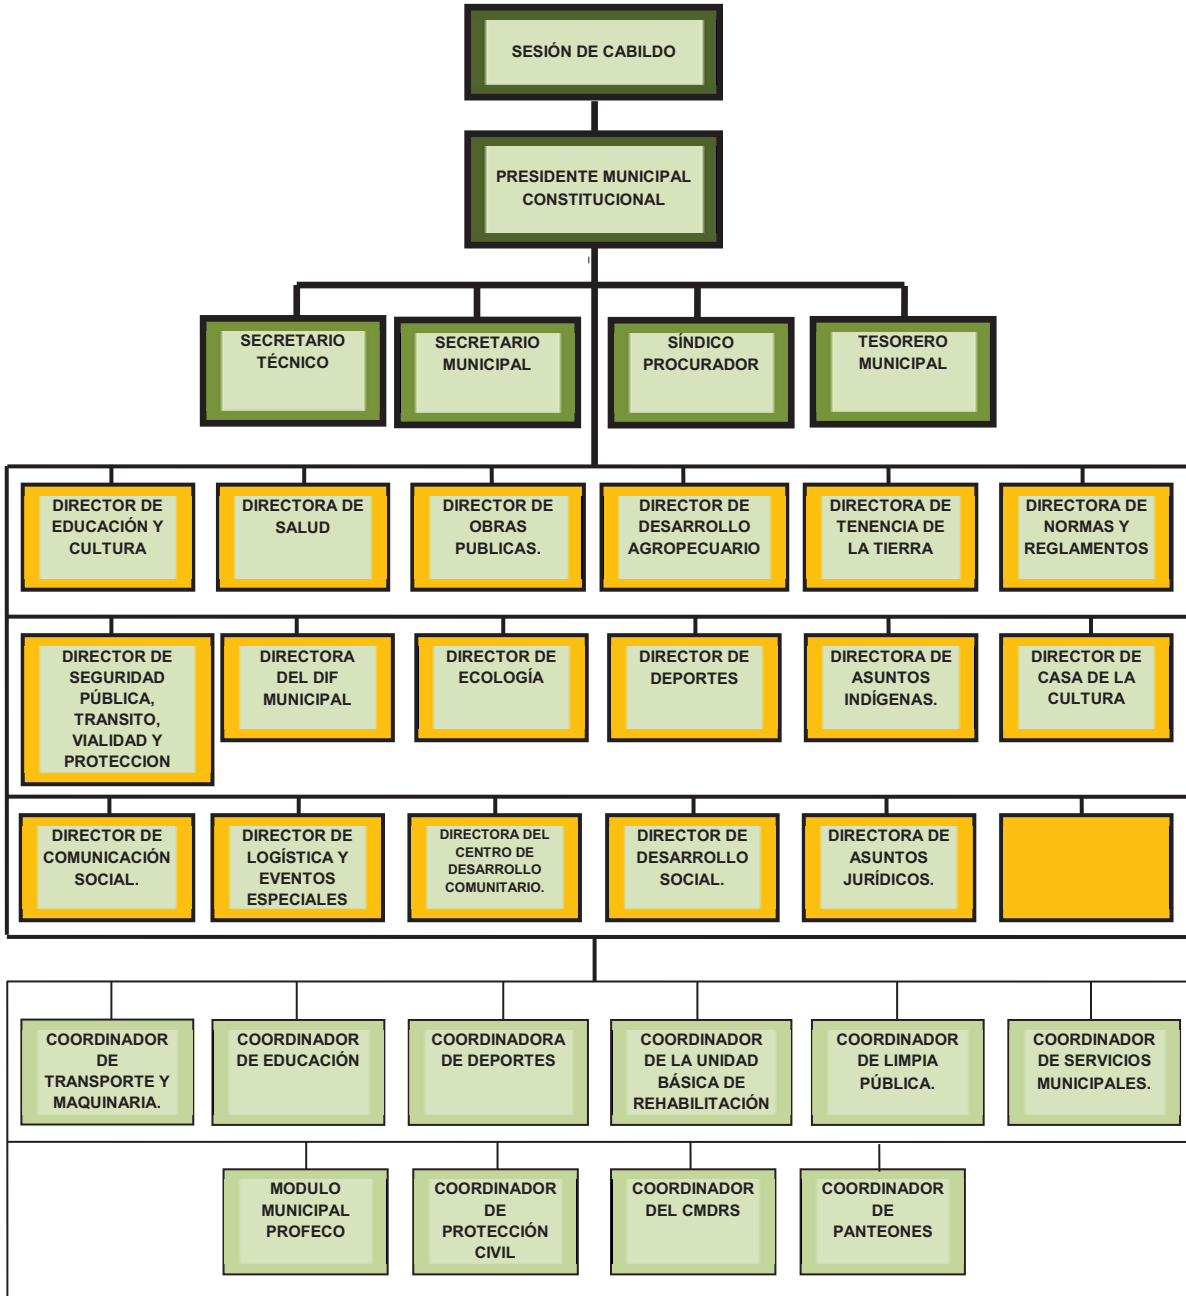 SESIÓN DE CABILDO
PRESIDENTE MUNICIPAL
CONSTITUCIONAL
SECRETARIO
TÉCNICO
SECRETARIO
MUNICIPAL
SÍNDICO
PROCURADOR
TESORERO
MUNICIPAL
DIRECTOR DE
EDUCACIÓN Y
CULTURA
DIRECTORA DE
SALUD
DIRECTOR DE
OBRAS
PUBLICAS.
DIRECTOR DE
DESARROLLO
AGROPECUARIO
DIRECTORA DE
TENENCIA DE
LA TIERRA
DIRECTORA DE
NORMAS Y
REGLAMENTOS
DIRECTOR DE
SEGURIDAD
PÚBLICA,
TRANSITO,
VIALIDAD Y
PROTECCION
DIRECTORA
DEL DIF
MUNICIPAL
DIRECTOR DE
ECOLOGÍA
DIRECTOR DE
DEPORTES
DIRECTORA DE
ASUNTOS
INDÍGENAS.
DIRECTOR DE
CASA DE LA
CULTURA
DIRECTOR DE
COMUNICACIÓN
SOCIAL.
DIRECTOR DE
LOGÍSTICA Y
EVENTOS
ESPECIALES
DIRECTORA DEL
CENTRO DE
DESARROLLO
COMUNITARIO.
DIRECTOR DE
DESARROLLO
SOCIAL.
DIRECTORA DE
ASUNTOS
JURÍDICOS.
COORDINADOR
DE
TRANSPORTE Y
MAQUINARIA.
COORDINADOR
DE EDUCACIÓN
COORDINADORA
DE DEPORTES
COORDINADOR
DE LA UNIDAD
BÁSICA DE
REHABILITACIÓN
COORDINADOR
DE LIMPIA
PÚBLICA.
COORDINADOR
DE SERVICIOS
MUNICIPALES.
MODULO
MUNICIPAL
PROFECO
COORDINADOR
DE
PROTECCIÓN
CIVIL
COORDINADOR
DEL CMDRS
COORDINADOR
DE
PANTEONES